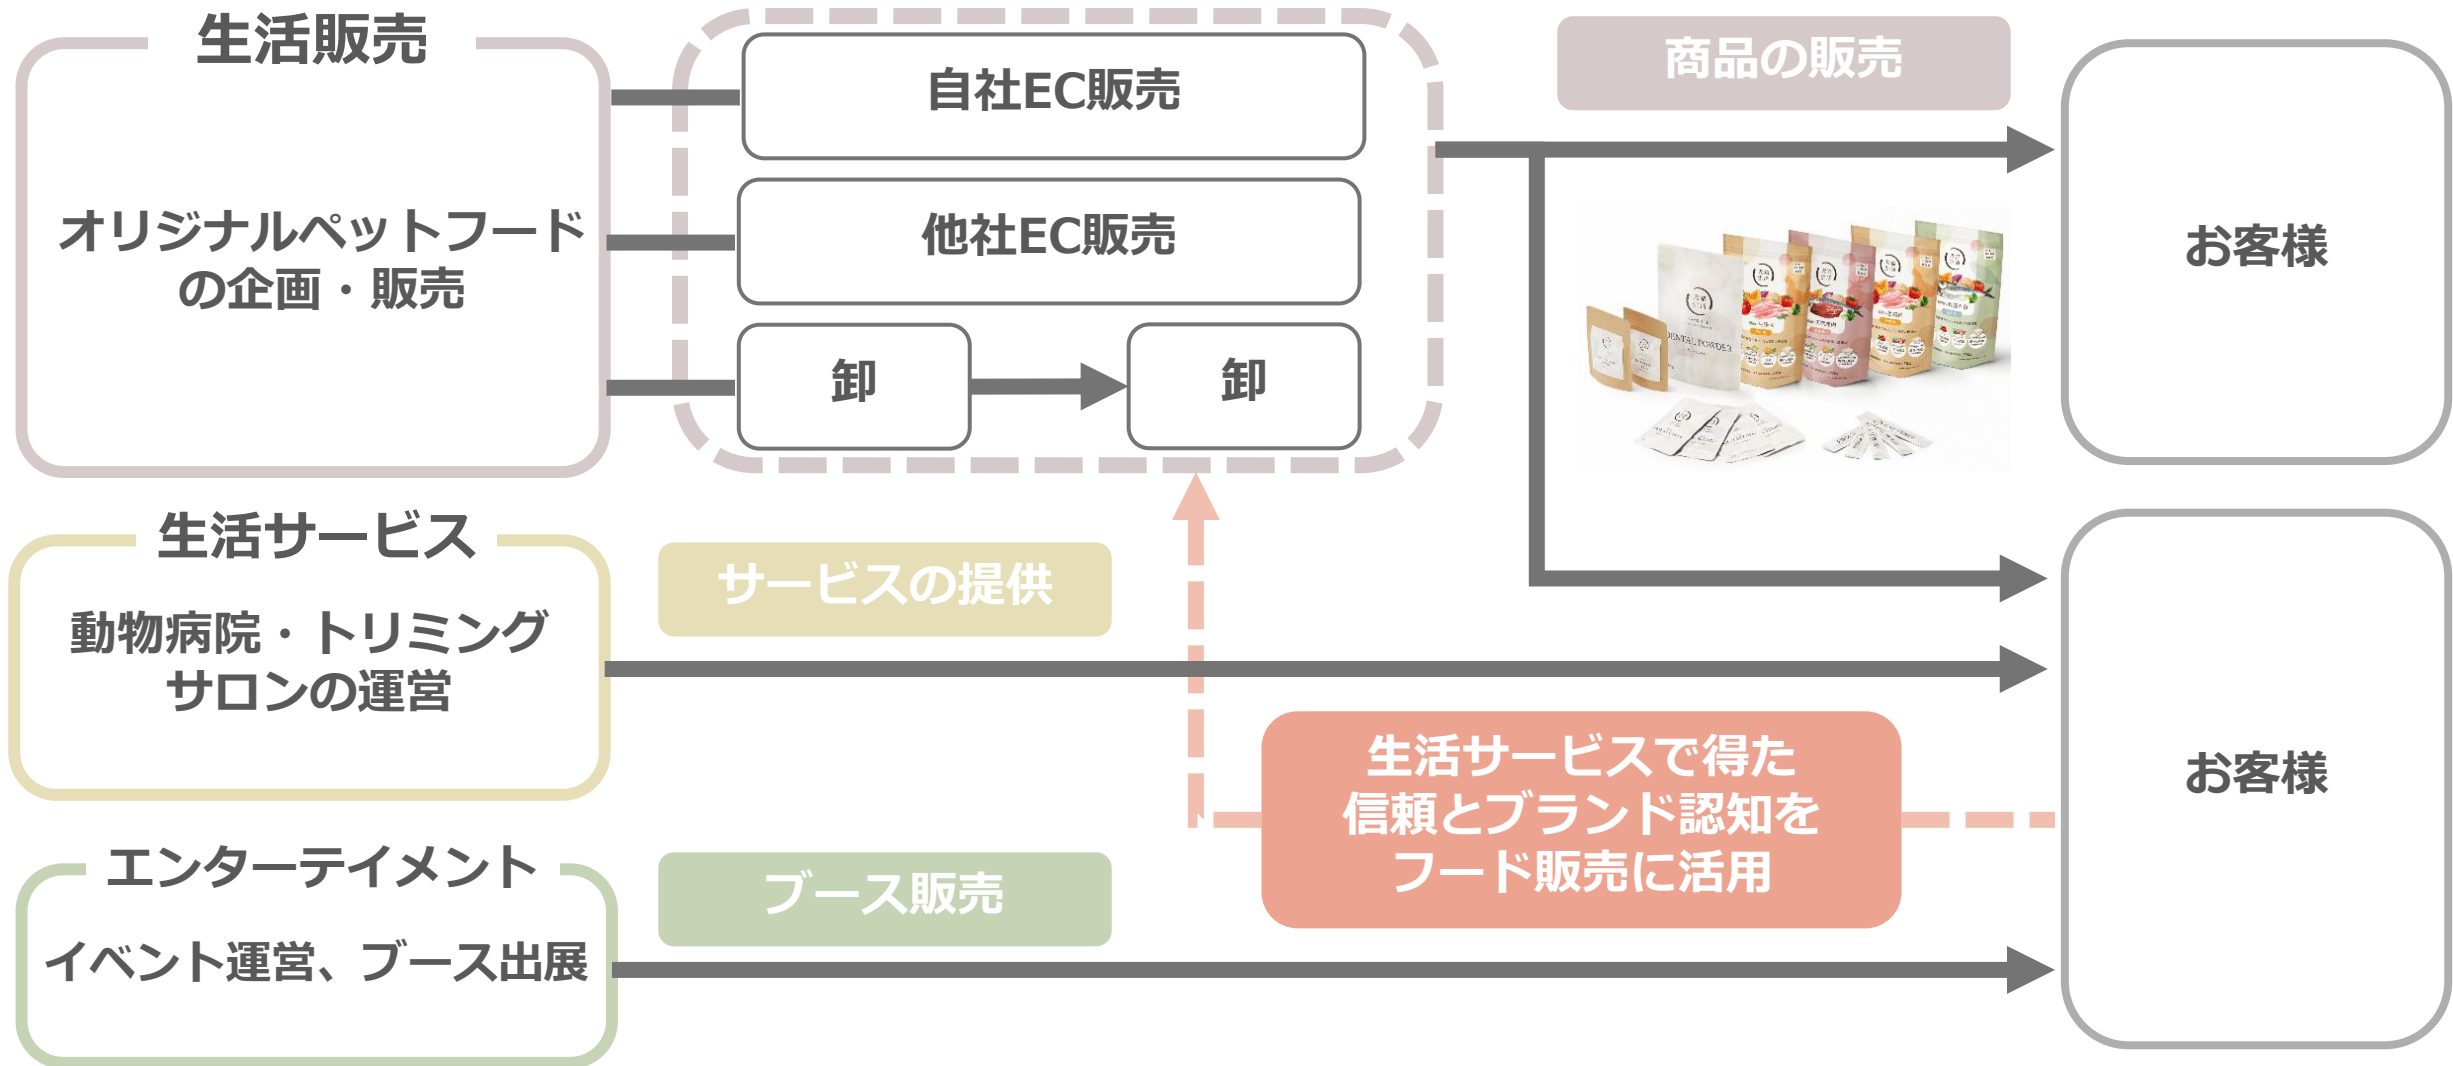 生活販売
オリジナルペットフード
の企画・販売
自社EC販売
他社EC販売
卸
卸
商品の販売
DENTAL POWDER
お客様
生活サービス
動物病院・トリミング
サロンの運営
サービスの提供
生活サービスで得た
信頼とブランド認知を
フード販売に活用
お客様
エンターテイメント
イベント運営、ブース出展
ブース販売